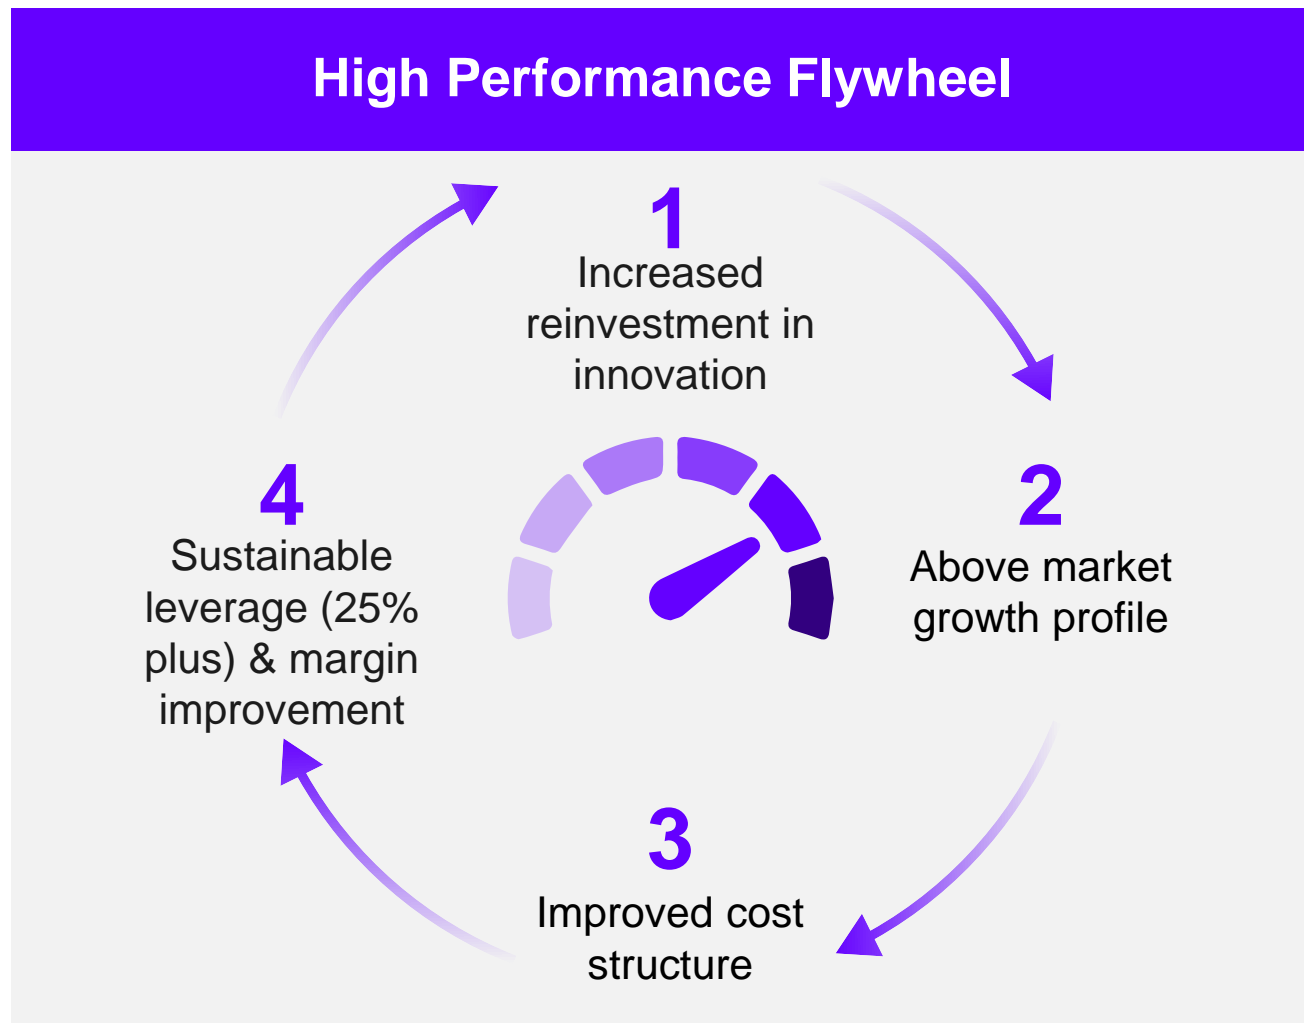 High Performance Flywheel
1
Increased
reinvestment in
innovation
2
Above market
growth profile
3
Improved cost
structure
4
Sustainable
leverage (25%
plus) & margin
improvement